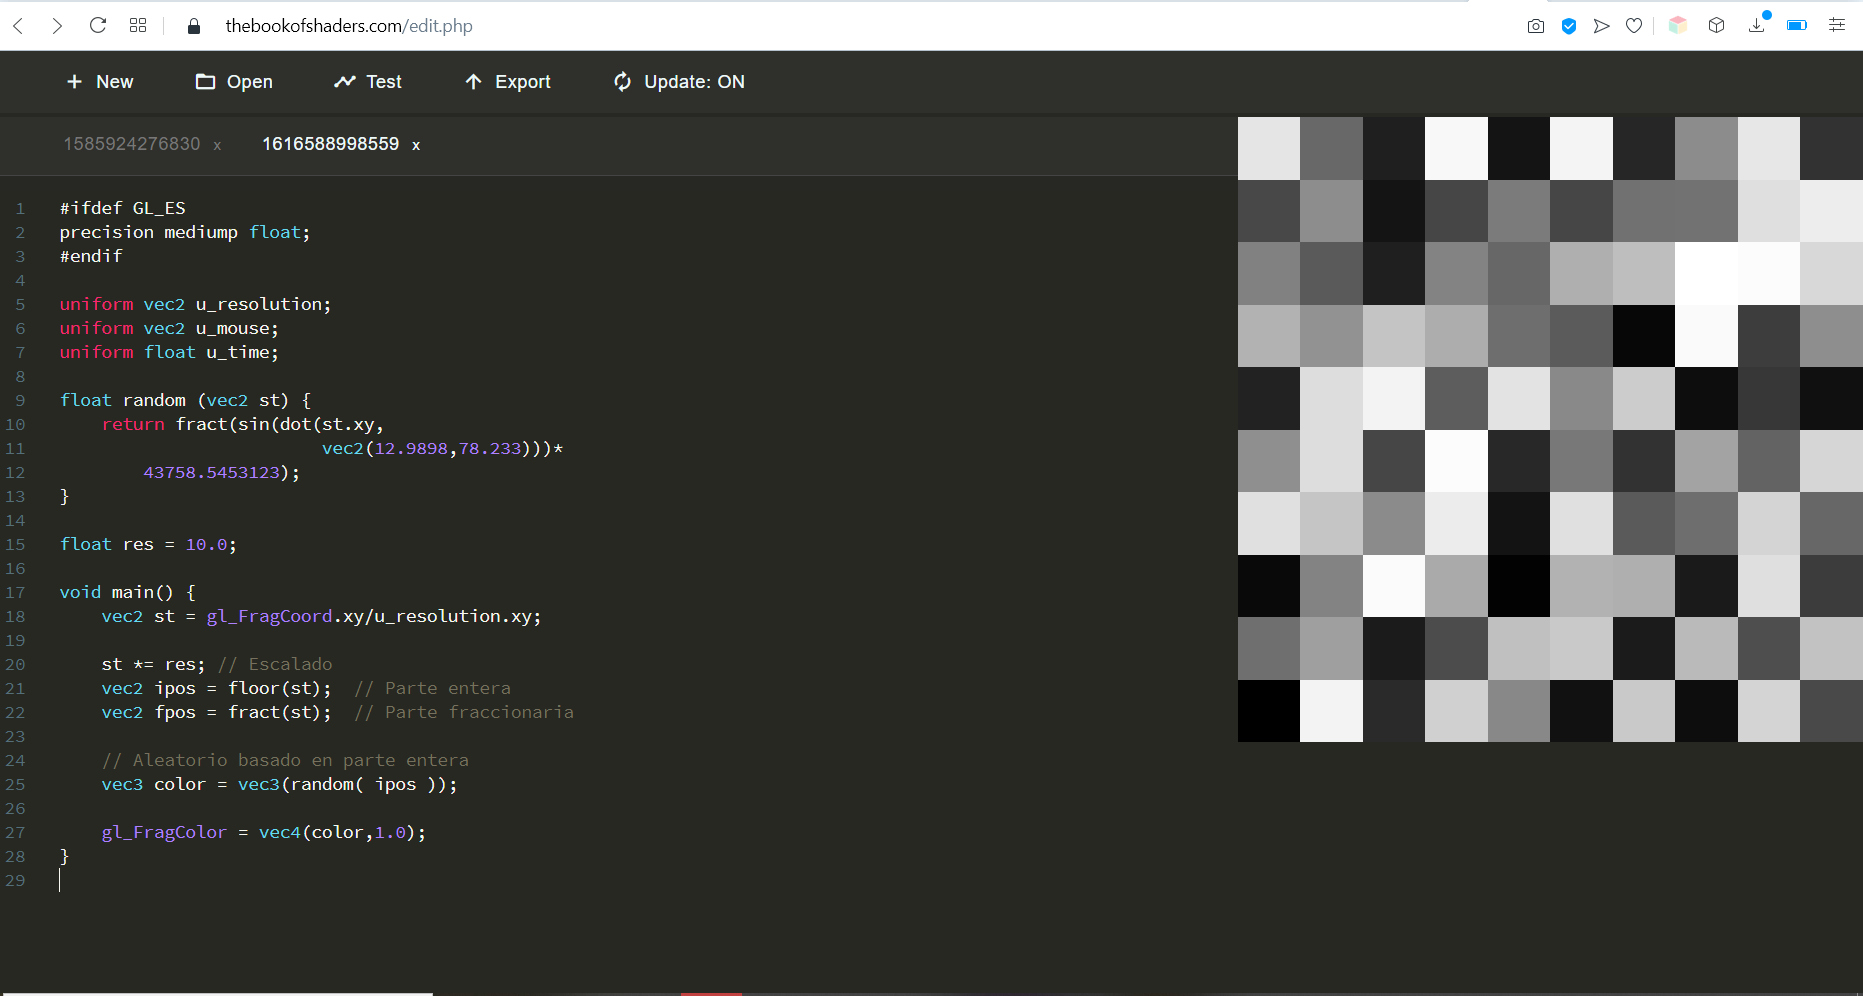 thebookofshaders.com/edit.php
New Open Test Export Update: ON
1585924276830 x 1616588998559 x
1 #ifdef GL_ES
2 precision mediump float;
3 #endif
4
5 uniform vec2 u_resolution;
6 uniform vec2 u_mouse;
7 uniform float u_time;
8
9 float random (vec2 st) {
10     return fract(sin(dot(st.xy,
11                          vec2(12.9898,78.233)))*
12         43758.5453123);
13 }
14
15 float res = 10.0;
16
17 void main() {
18     vec2 st = gl_FragCoord.xy/u_resolution.xy;
19
20     st *= res; // Escalado
21     vec2 ipos = floor(st);  // Parte entera
22     vec2 fpos = fract(st);  // Parte fraccionaria
23
24     // Aleatorio basado en parte entera
25     vec3 color = vec3(random( ipos ));
26
27     gl_FragColor = vec4(color,1.0);
28 }
29